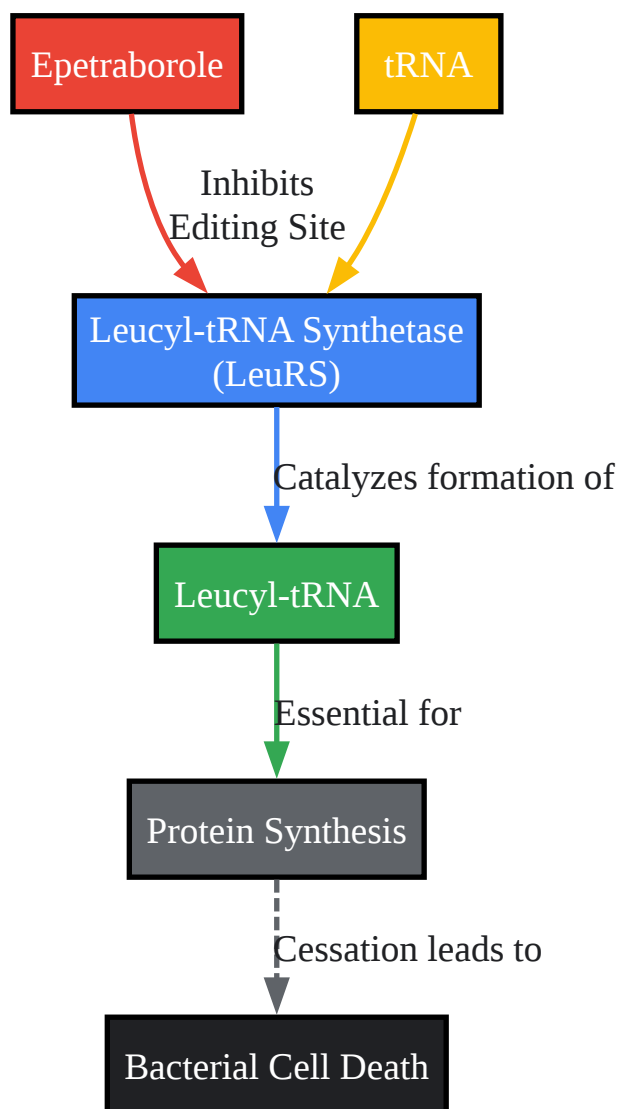 Epetraborole
tRNA
Inhibits
Editing Site
Leucyl-tRNA Synthetase
(LeuRS)
Catalyzes formation of
Leucyl-tRNA
Essential for
Protein Synthesis
Cessation leads to
Bacterial Cell Death